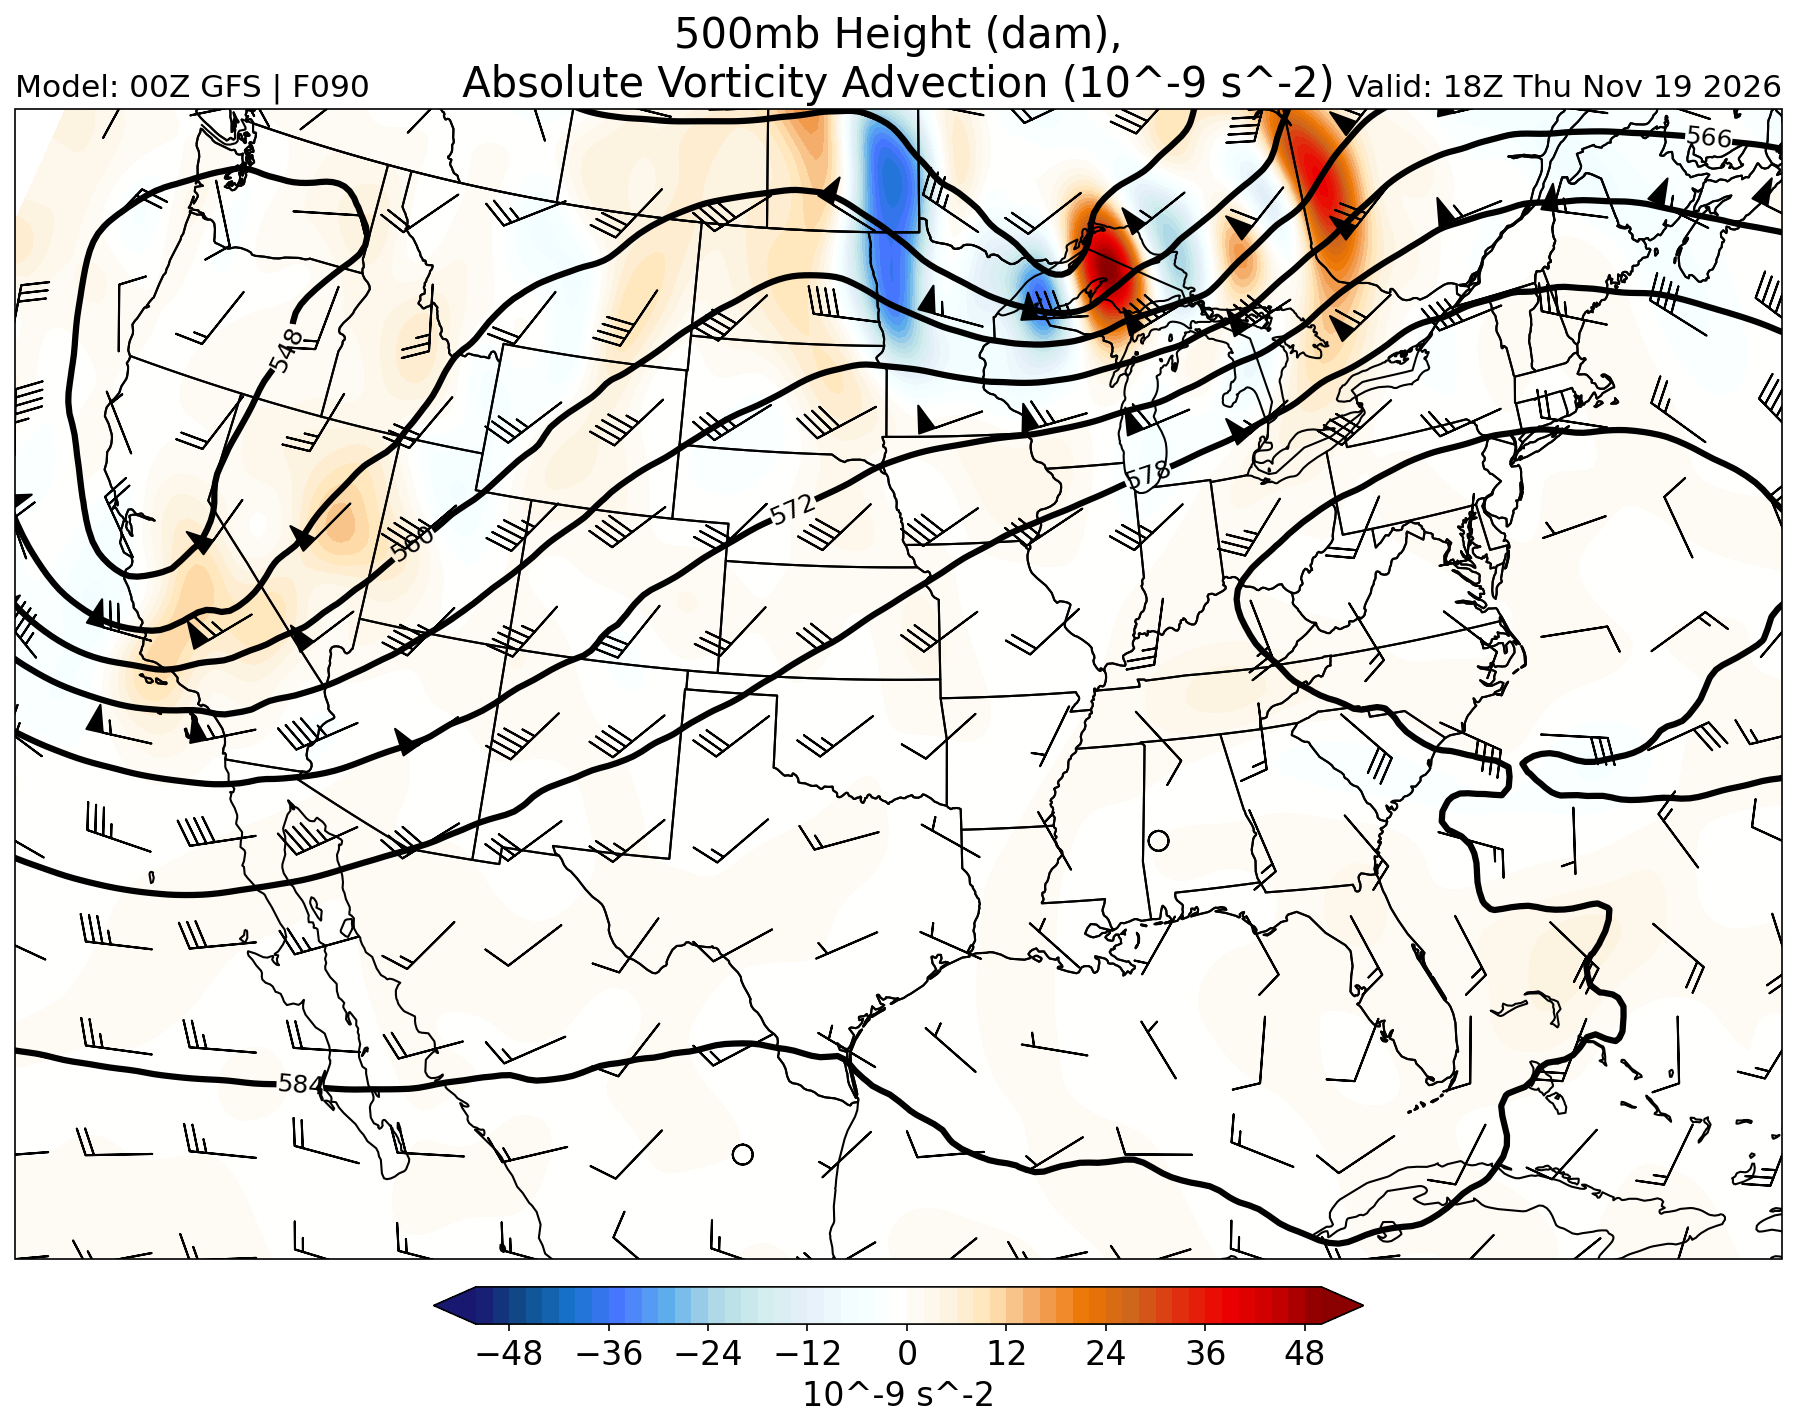 500mb Height (dam),
Model: 00Z GFS | F090
Absolute Vorticity Advection (10^-9 s^-2)
Valid: 18Z Thu Nov 19 2026
566
548
578
572
560
584
−48 −36 −24 −12 0 12 24 36 48
10^-9 s^-2